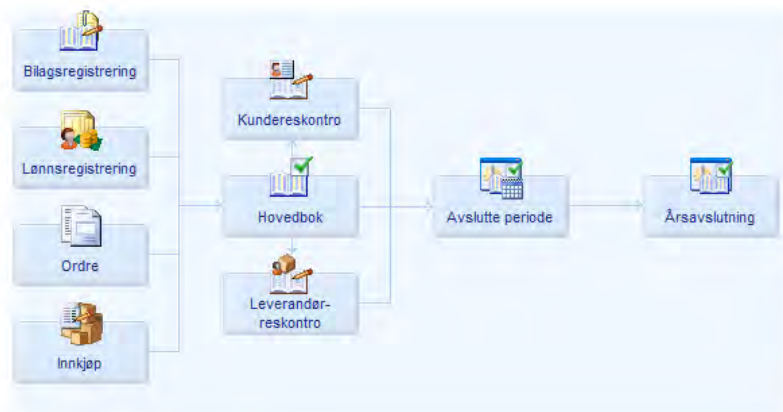 Bilagsregistrering
Lønnsregistrering
Ordre
Innkjøp
Kundereskontro
Hovedbok
Leverandør-
reskontro
Avslutte periode
Årsavslutning